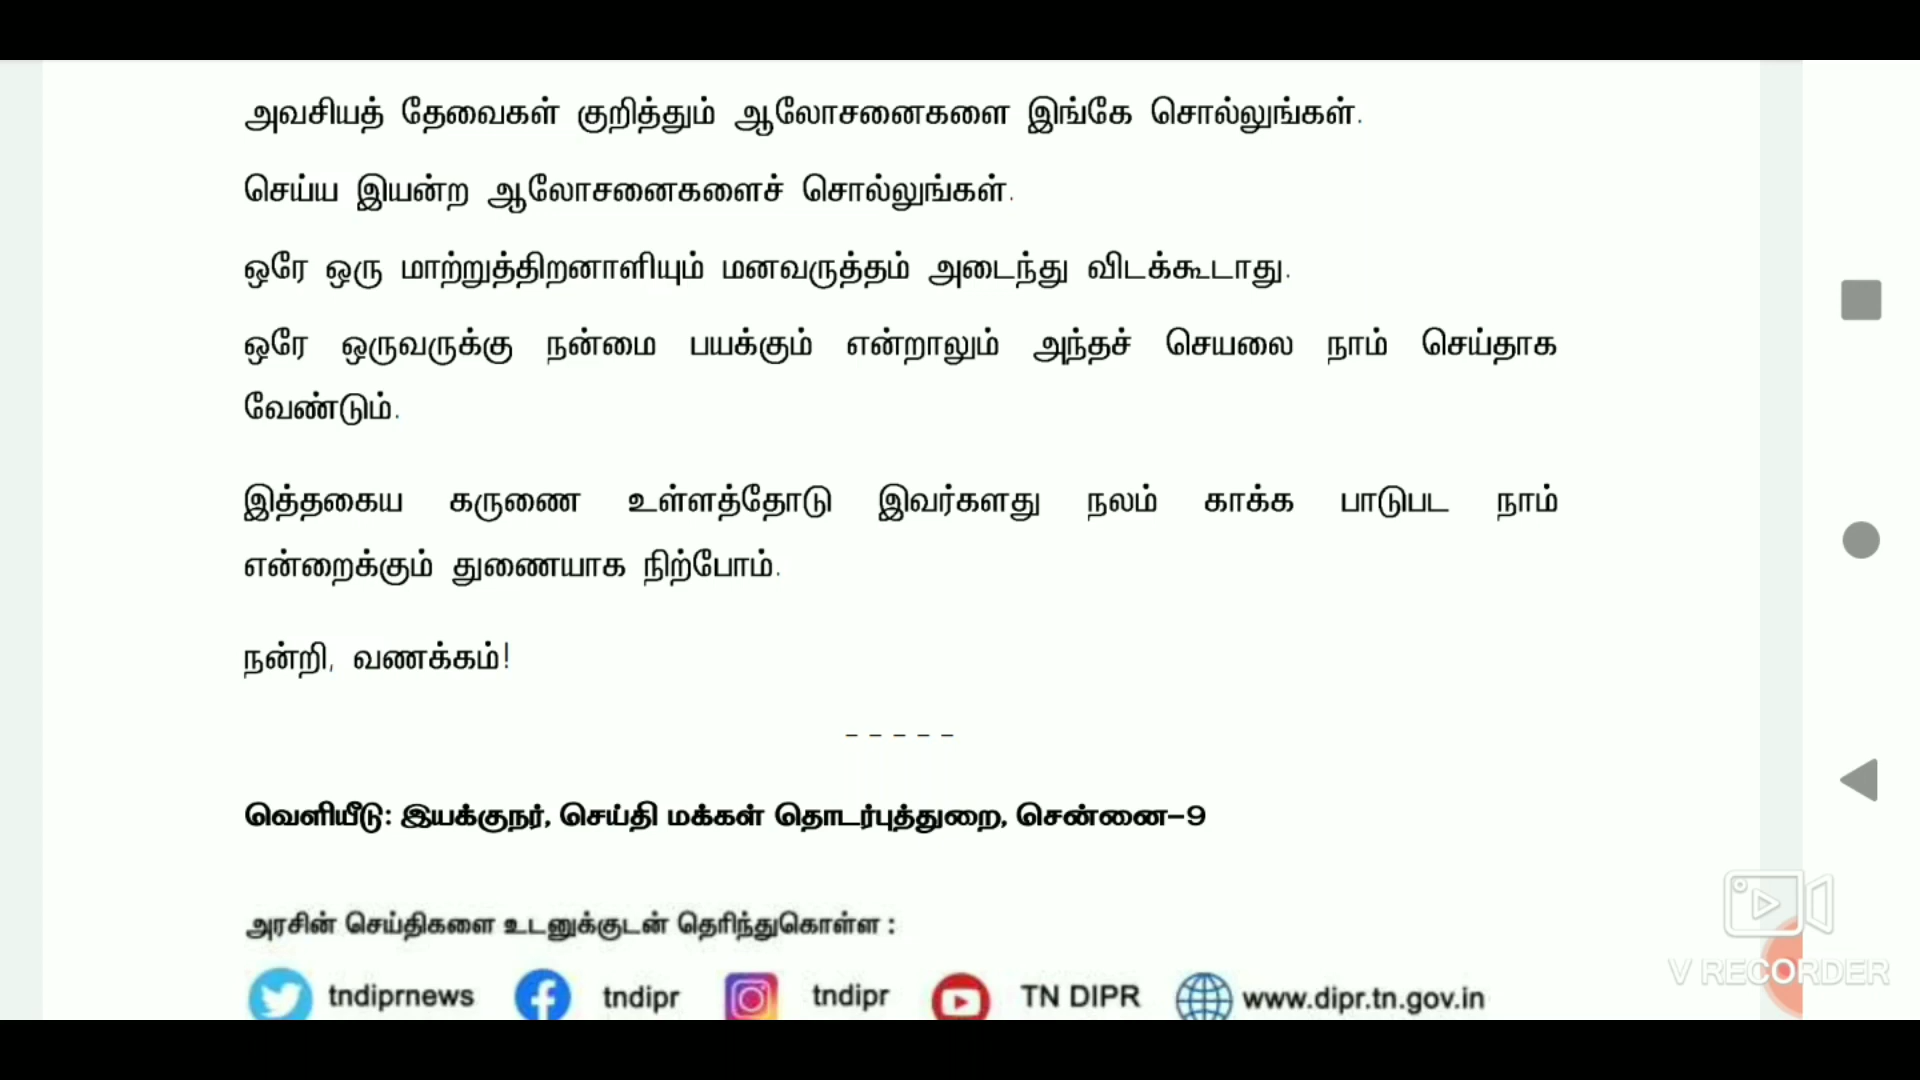 அவசியத் தேவைகள் குறித்தும் ஆலோசனைகளை இங்கே சொல்லுங்கள்.
செய்ய இயன்ற ஆலோசனைகளைச் சொல்லுங்கள்.
ஒரே ஒரு மாற்றுத்திறனாளியும் மனவருத்தம் அடைந்து விடக்கூடாது.
ஒரே ஒருவருக்கு நன்மை பயக்கும் என்றாலும் அந்தச் செயலை நாம் செய்தாக
வேண்டும்.
இத்தகைய கருணை உள்ளத்தோடு இவர்களது நலம் காக்க பாடுபட நாம்
என்றைக்கும் துணையாக நிற்போம்.
நன்றி, வணக்கம்!
- - - - -
வெளியீடு: இயக்குநர், செய்தி மக்கள் தொடர்புத்துறை, சென்னை-9
அரசின் செய்திகளை உடனுக்குடன் தெரிந்துகொள்ள :
tndiprnews tndipr tndipr TN DIPR www.dipr.tn.gov.in
V RECORDER